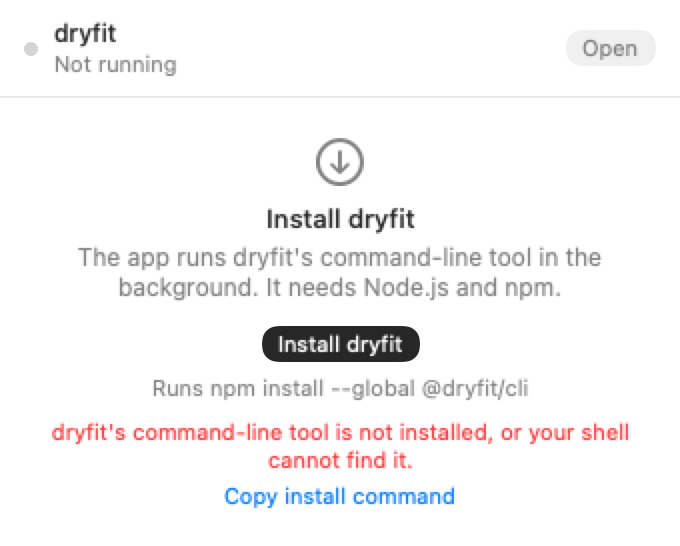 dryfit
Not running
Open
Install dryfit
The app runs dryfit's command-line tool in the
background. It needs Node.js and npm.
Install dryfit
Runs npm install --global @dryfit/cli
dryfit's command-line tool is not installed, or your shell
cannot find it.
Copy install command